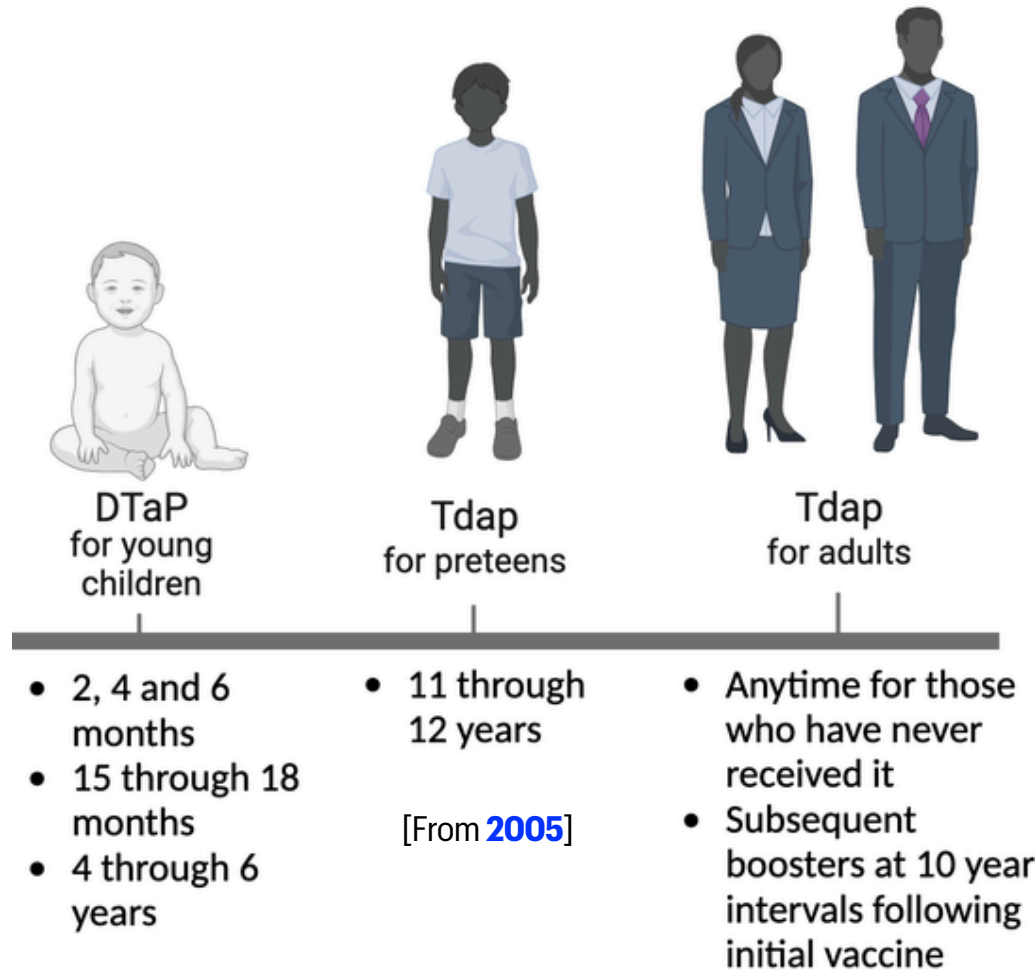 DTaP
for young
children
Tdap
for preteens
Tdap
for adults
• 2, 4 and 6
months
• 15 through 18
months
• 4 through 6
years
• 11 through
12 years
[From 2005]
• Anytime for those
who have never
received it
• Subsequent
boosters at 10 year
intervals following
initial vaccine